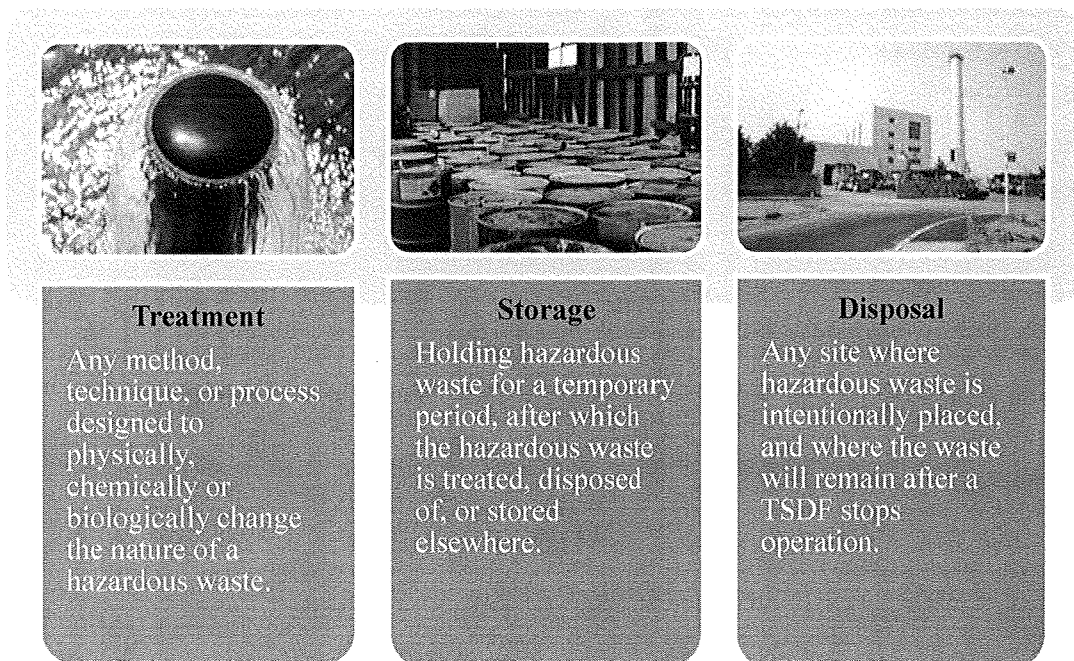 Treatment
Any method,
technique, or process
designed to
physically,
chemically or
biologically change
the nature of a
hazardous waste.
Storage
Holding hazardous
waste for a temporary
period, after which
the hazardous waste
is treated, disposed
of, or stored
elsewhere.
Disposal
Any site where
hazardous waste is
intentionally placed,
and where the waste
will remain after a
TSDF stops
operation.